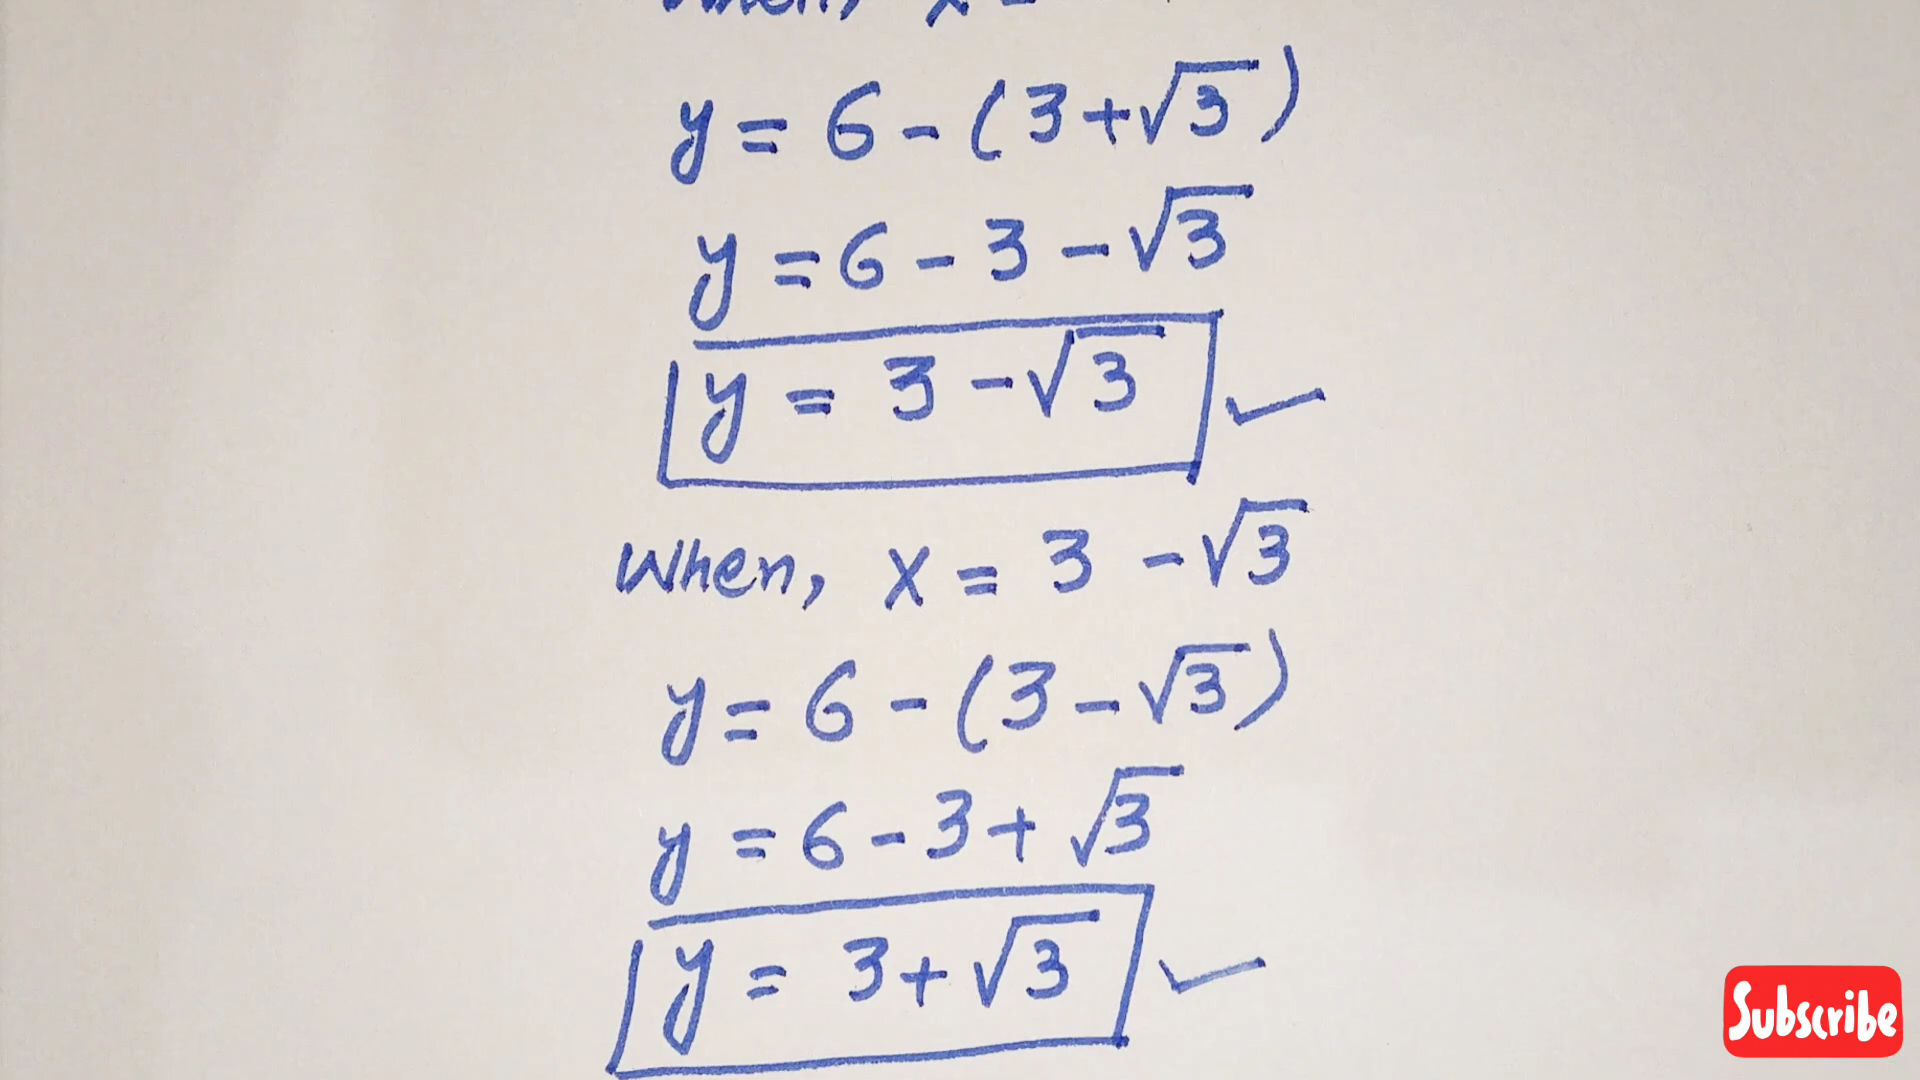 y = 6 - (3+√3)
y = 6 - 3 - √3
y = 3 - √3
When, x = 3 - √3
y = 6 - (3 - √3)
y = 6 - 3 + √3
y = 3 + √3
Subscribe